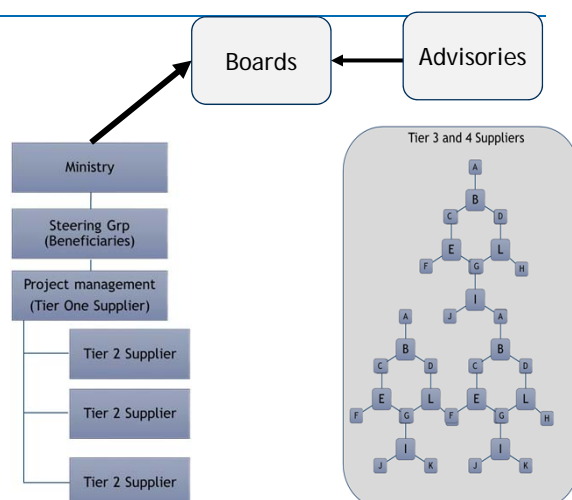 Boards
Advisories
Ministry
Steering Grp
(Beneficiaries)
Project management
(Tier One Supplier)
Tier 2 Supplier
Tier 2 Supplier
Tier 2 Supplier
Tier 3 and 4 Suppliers
A
B
C D
E L
F G H
I
J A
A
B B
C D C D
E L E L
F G F G H
I I
J K J K